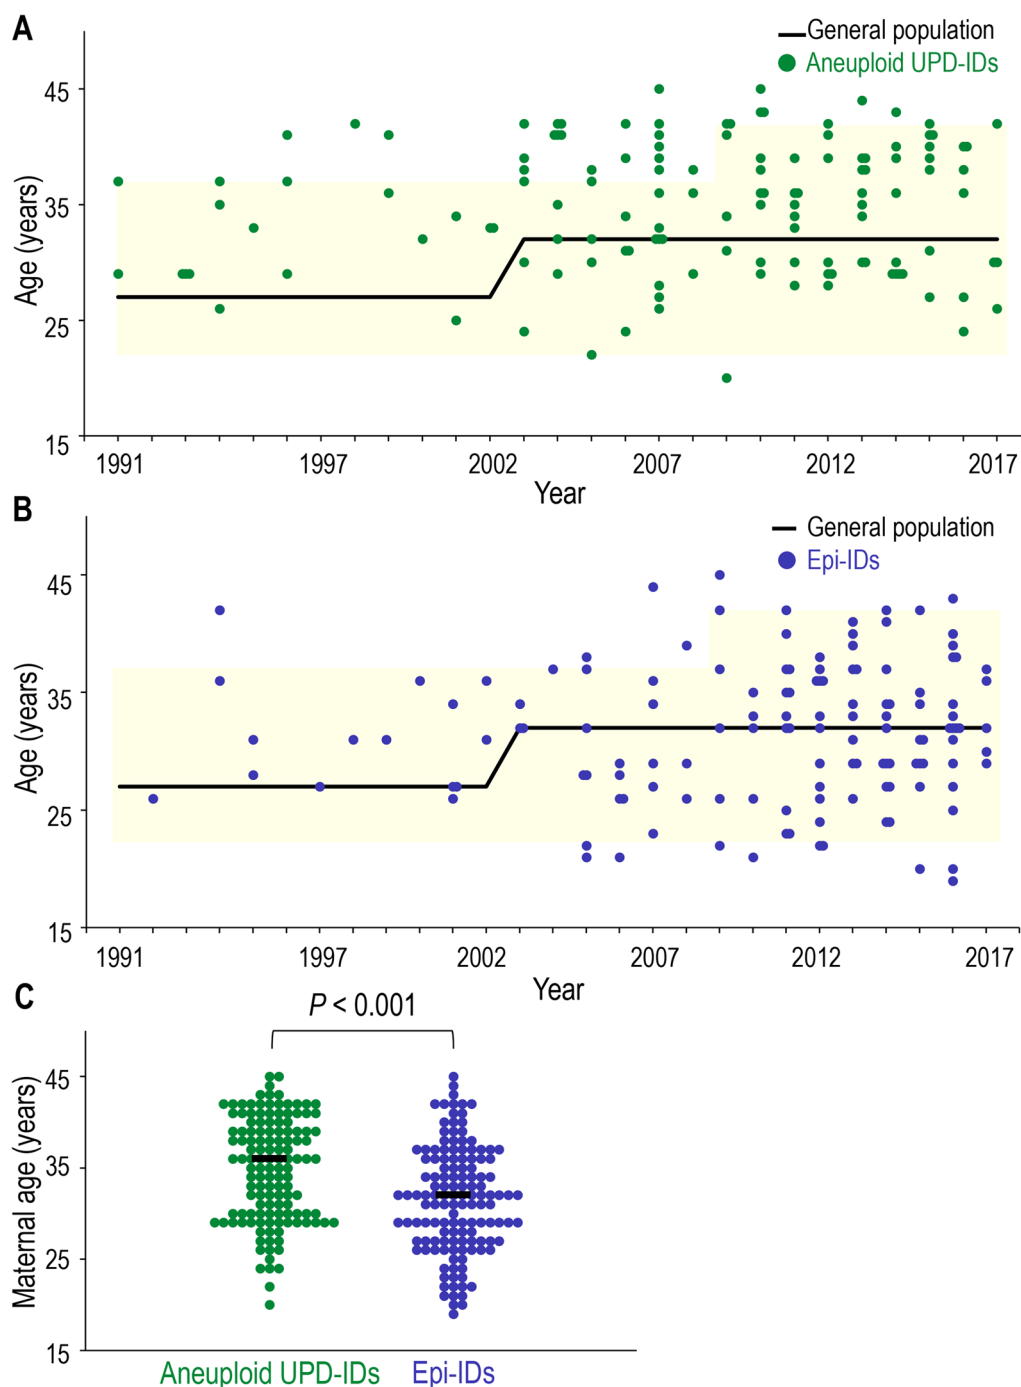 A
General population
Aneuploid UPD-IDs
45
35
25
15
Age (years)
1991 1997 2002 2007 2012 2017
Year
B
General population
Epi-IDs
45
35
25
15
Age (years)
1991 1997 2002 2007 2012 2017
Year
C
P < 0.001
45
35
25
15
Maternal age (years)
Aneuploid UPD-IDs Epi-IDs